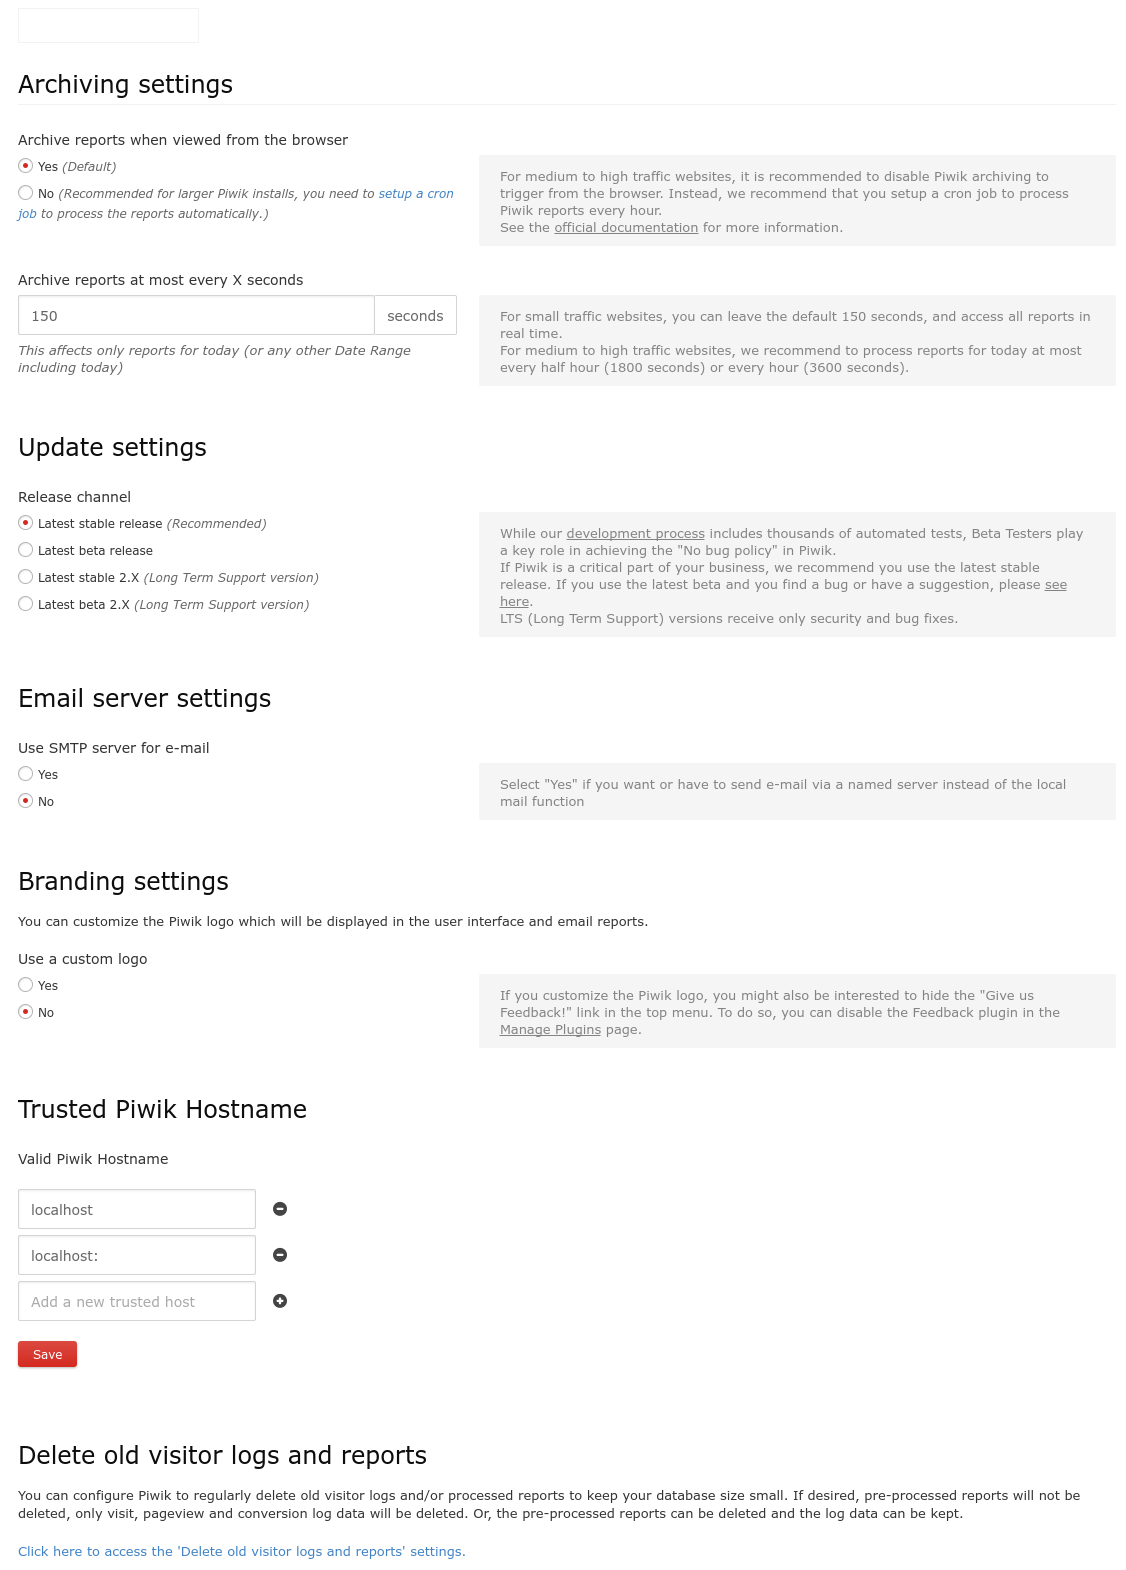 Archiving settings
Archive reports when viewed from the browser
Yes (Default)
No (Recommended for larger Piwik installs, you need to setup a cron
job to process the reports automatically.)
For medium to high traffic websites, it is recommended to disable Piwik archiving to
trigger from the browser. Instead, we recommend that you setup a cron job to process
Piwik reports every hour.
See the official documentation for more information.
Archive reports at most every X seconds
150 seconds
This affects only reports for today (or any other Date Range
including today)
For small traffic websites, you can leave the default 150 seconds, and access all reports in
real time.
For medium to high traffic websites, we recommend to process reports for today at most
every half hour (1800 seconds) or every hour (3600 seconds).
Update settings
Release channel
Latest stable release (Recommended)
Latest beta release
Latest stable 2.X (Long Term Support version)
Latest beta 2.X (Long Term Support version)
While our development process includes thousands of automated tests, Beta Testers play
a key role in achieving the "No bug policy" in Piwik.
If Piwik is a critical part of your business, we recommend you use the latest stable
release. If you use the latest beta and you find a bug or have a suggestion, please see
here.
LTS (Long Term Support) versions receive only security and bug fixes.
Email server settings
Use SMTP server for e-mail
Yes
No
Select "Yes" if you want or have to send e-mail via a named server instead of the local
mail function
Branding settings
You can customize the Piwik logo which will be displayed in the user interface and email reports.
Use a custom logo
Yes
No
If you customize the Piwik logo, you might also be interested to hide the "Give us
Feedback!" link in the top menu. To do so, you can disable the Feedback plugin in the
Manage Plugins page.
Trusted Piwik Hostname
Valid Piwik Hostname
localhost
localhost:
Add a new trusted host
Save
Delete old visitor logs and reports
You can configure Piwik to regularly delete old visitor logs and/or processed reports to keep your database size small. If desired, pre-processed reports will not be
deleted, only visit, pageview and conversion log data will be deleted. Or, the pre-processed reports can be deleted and the log data can be kept.
Click here to access the 'Delete old visitor logs and reports' settings.